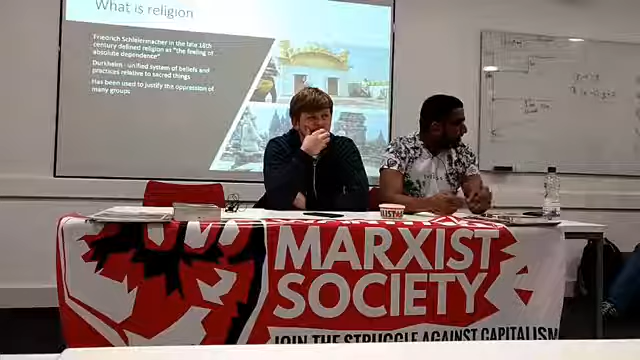 What is religion
Friedrich Schleiermacher in the late 18th
century defined religion as "the feeling of
absolute dependence"
Durkheim - unified system of beliefs and
practices relative to sacred things
Has been used to justify the oppression of
many groups
MARXIST
SOCIETY
JOIN THE STRUGGLE AGAINST CAPITALISM